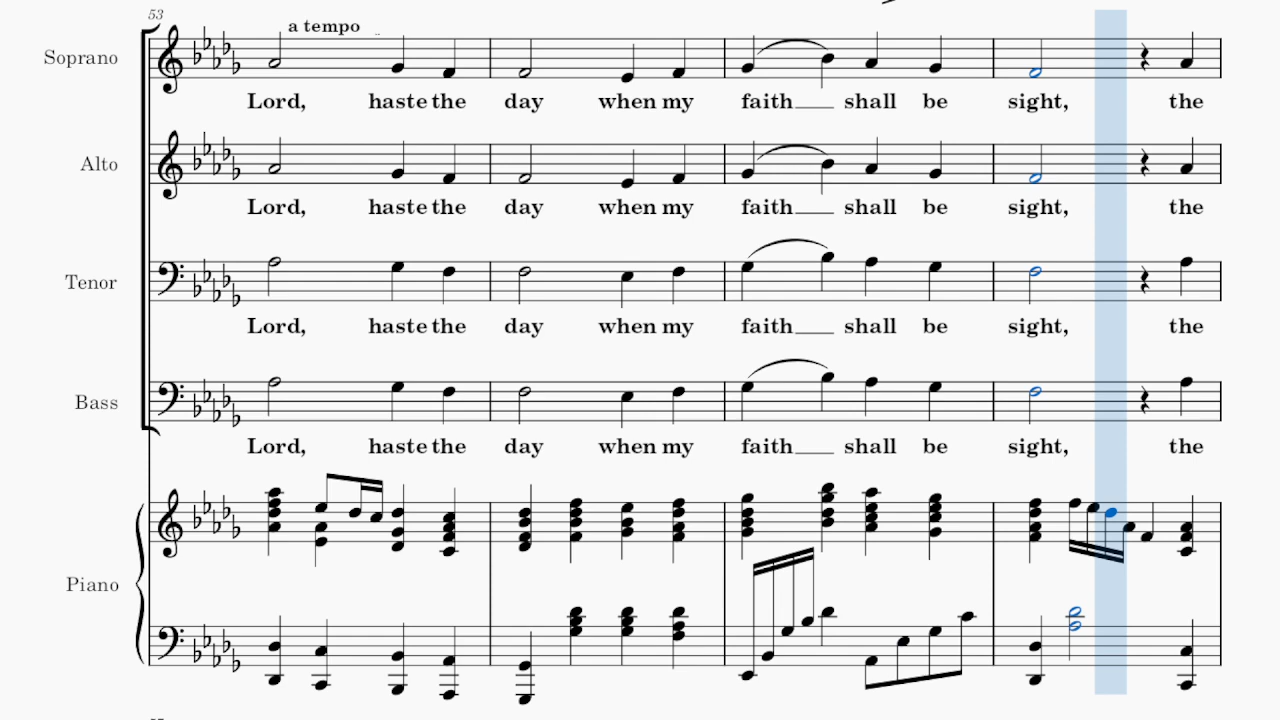 53
a tempo
Soprano
Lord, haste the day when my faith shall be sight, the
Alto
Lord, haste the day when my faith shall be sight, the
Tenor
Lord, haste the day when my faith shall be sight, the
Bass
Lord, haste the day when my faith shall be sight, the
Piano